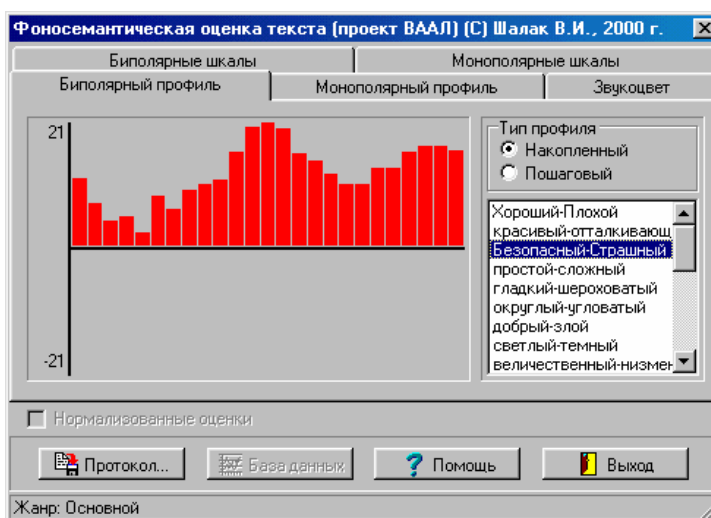 Фоносемантическая оценка текста (проект ВААЛ) (C) Шалак В.И., 2000 г.
Биполярные шкалы
Монополярные шкалы
Биполярный профиль
Монополярный профиль
Звукоцвет
21
-21
Тип профиля
Накопленный
Пошаговый
Хороший-Плохой
красивый-отталкивающ
Безопасный-Страшный
простой-сложный
гладкий-шероховатый
округлый-угловатый
добрый-злой
светлый-темный
величественный-низмен
Нормализованные оценки
Протокол...
База данных
Помощь
Выход
Жанр: Основной